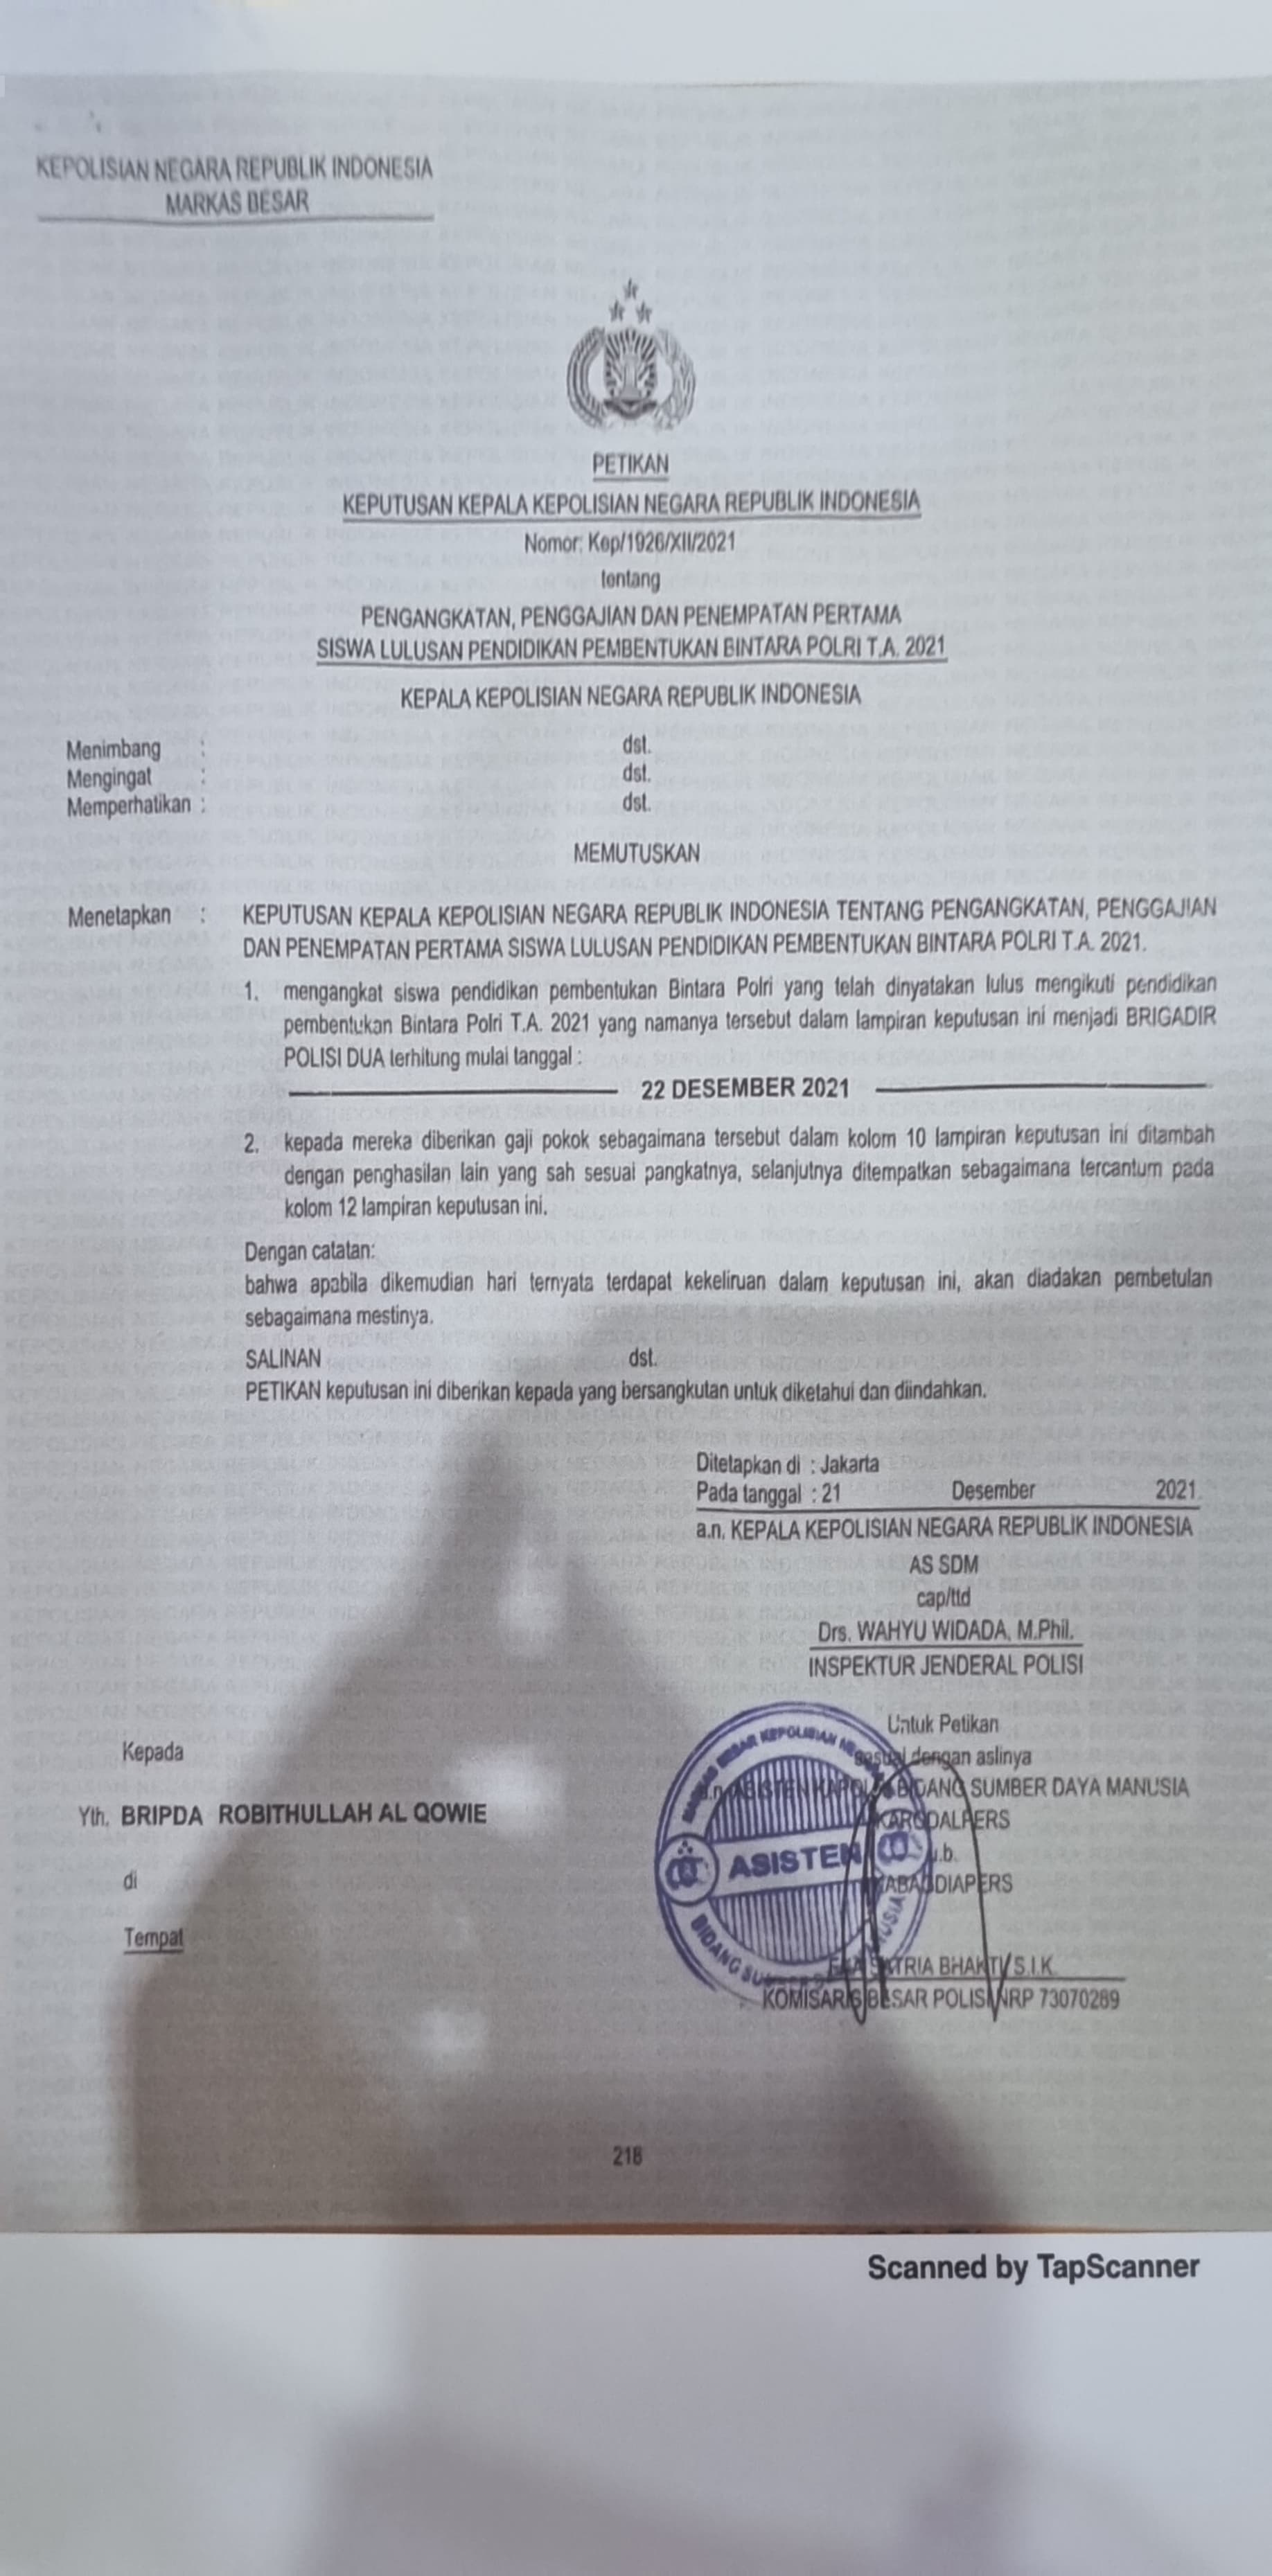 KEPOLISIAN NEGARA REPUBLIK INDONESIA
MARKAS BESAR
PETIKAN
KEPUTUSAN KEPALA KEPOLISIAN NEGARA REPUBLIK INDONESIA
Nomor: Kep/1926/XII/2021
tentang
PENGANGKATAN, PENGGAJIAN DAN PENEMPATAN PERTAMA
SISWA LULUSAN PENDIDIKAN PEMBENTUKAN BINTARA POLRI T.A. 2021
KEPALA KEPOLISIAN NEGARA REPUBLIK INDONESIA
Menimbang : dst.
Mengingat : dst.
Memperhatikan : dst.
MEMUTUSKAN
Menetapkan : KEPUTUSAN KEPALA KEPOLISIAN NEGARA REPUBLIK INDONESIA TENTANG PENGANGKATAN, PENGGAJIAN
DAN PENEMPATAN PERTAMA SISWA LULUSAN PENDIDIKAN PEMBENTUKAN BINTARA POLRI T.A. 2021.
1. mengangkat siswa pendidikan pembentukan Bintara Polri yang telah dinyatakan lulus mengikuti pendidikan
pembentukan Bintara Polri T.A. 2021 yang namanya tersebut dalam lampiran keputusan ini menjadi BRIGADIR
POLISI DUA terhitung mulai tanggal :
22 DESEMBER 2021
2. kepada mereka diberikan gaji pokok sebagaimana tersebut dalam kolom 10 lampiran keputusan ini ditambah
dengan penghasilan lain yang sah sesuai pangkatnya, selanjutnya ditempatkan sebagaimana tercantum pada
kolom 12 lampiran keputusan ini.
Dengan catatan:
bahwa apabila dikemudian hari ternyata terdapat kekeliruan dalam keputusan ini, akan diadakan pembetulan
sebagaimana mestinya.
SALINAN dst.
PETIKAN keputusan ini diberikan kepada yang bersangkutan untuk diketahui dan diindahkan.
Ditetapkan di : Jakarta
Pada tanggal : 21 Desember 2021
a.n. KEPALA KEPOLISIAN NEGARA REPUBLIK INDONESIA
AS SDM
cap/ttd
Drs. WAHYU WIDADA, M.Phil.
INSPEKTUR JENDERAL POLISI
Untuk Petikan
sesuai dengan aslinya
a.n. ASISTEN KAPOLRI BIDANG SUMBER DAYA MANUSIA
KARODALPERS
u.b.
KABAGDIAPERS
SATRIA BHAKTI, S.I.K.
KOMISARIS BESAR POLISI NRP 73070289
ASISTEN
Kepada
Yth. BRIPDA ROBITHULLAH AL QOWIE
di
Tempat
218
Scanned by TapScanner